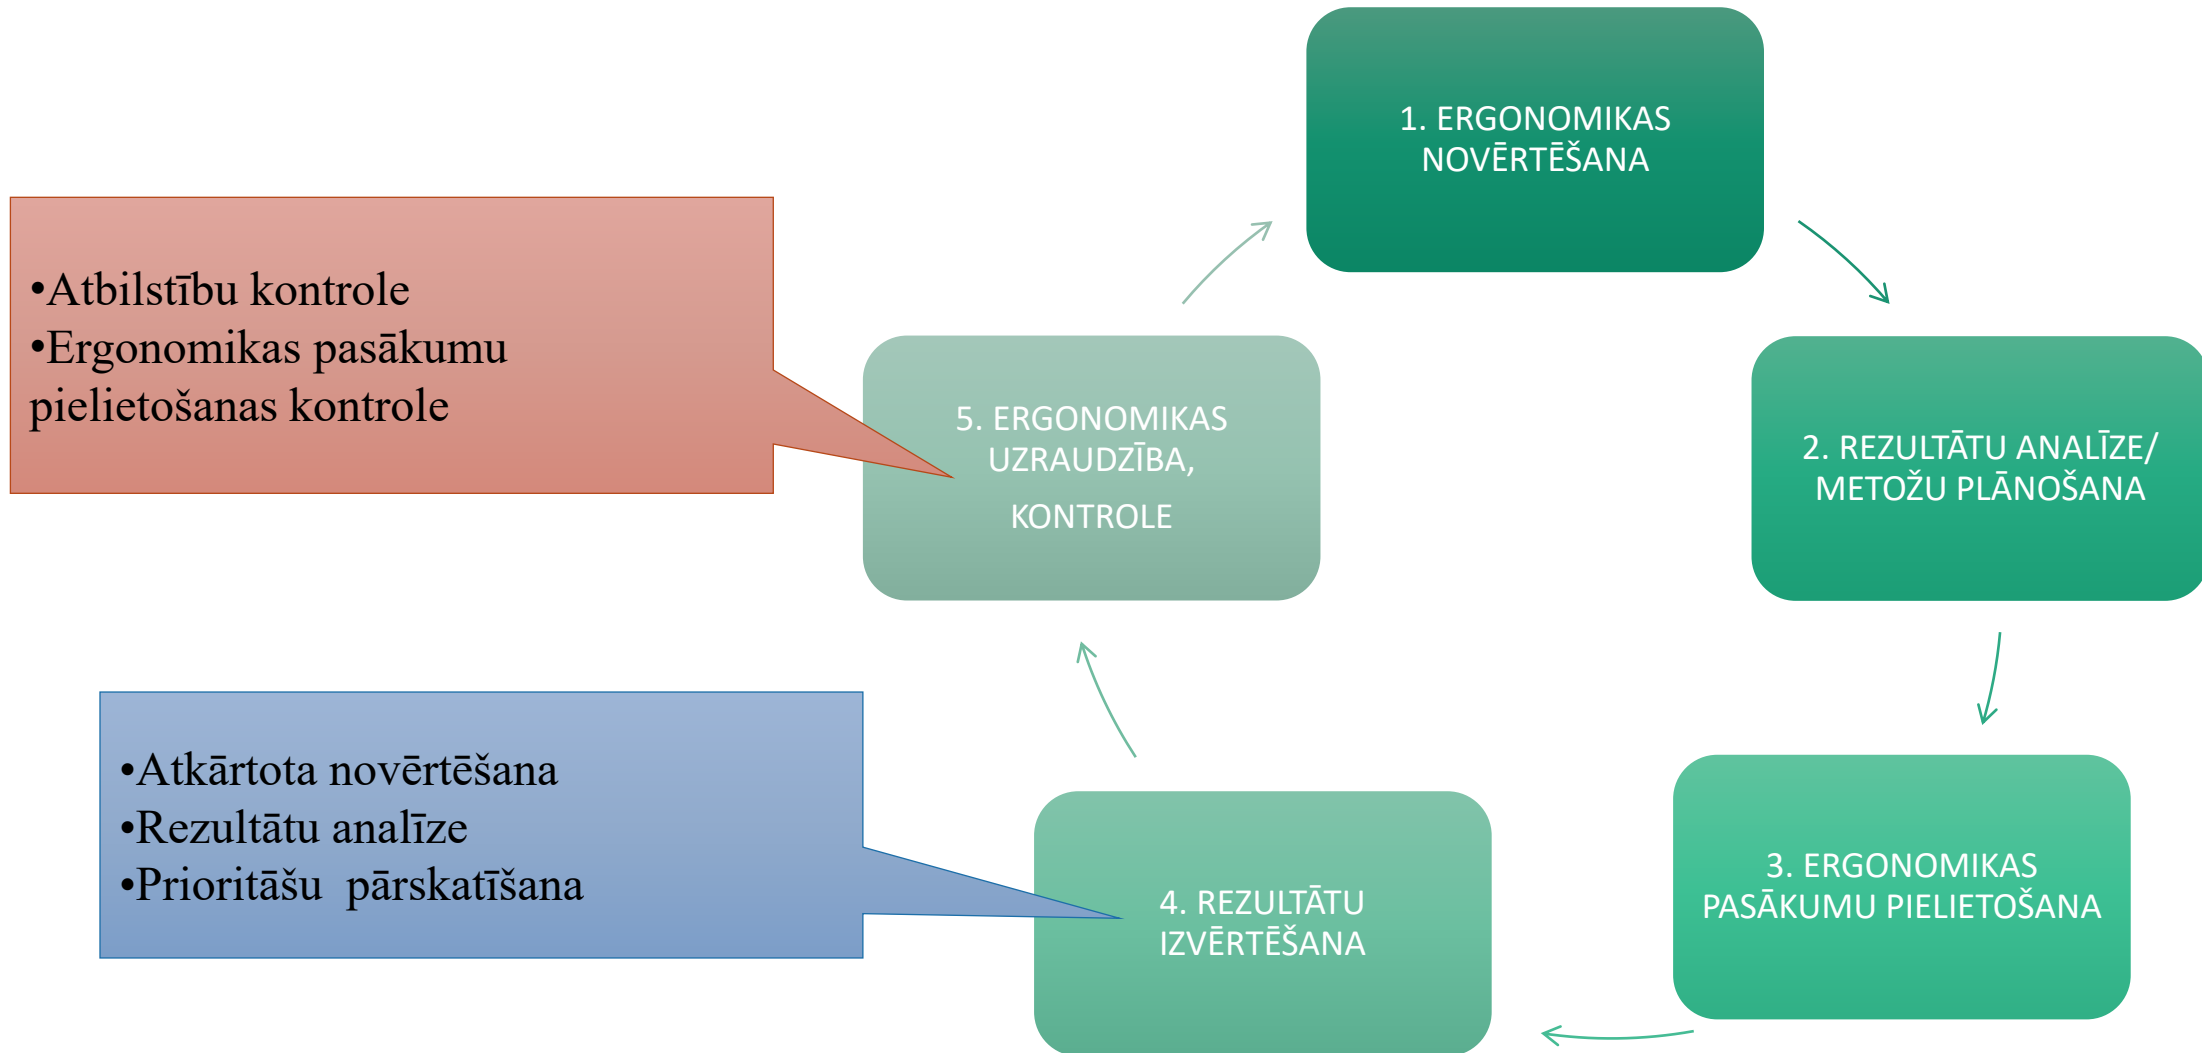 1. ERGONOMIKAS
NOVĒRTĒŠANA
2. REZULTĀTU ANALĪZE/
METOŽU PLĀNOŠANA
3. ERGONOMIKAS
PASĀKUMU PIELIETOŠANA
4. REZULTĀTU
IZVĒRTĒŠANA
5. ERGONOMIKAS
UZRAUDZĪBA,
KONTROLE
•Atbilstību kontrole
•Ergonomikas pasākumu
pielietošanas kontrole
•Atkārtota novērtēšana
•Rezultātu analīze
•Prioritāšu  pārskatīšana